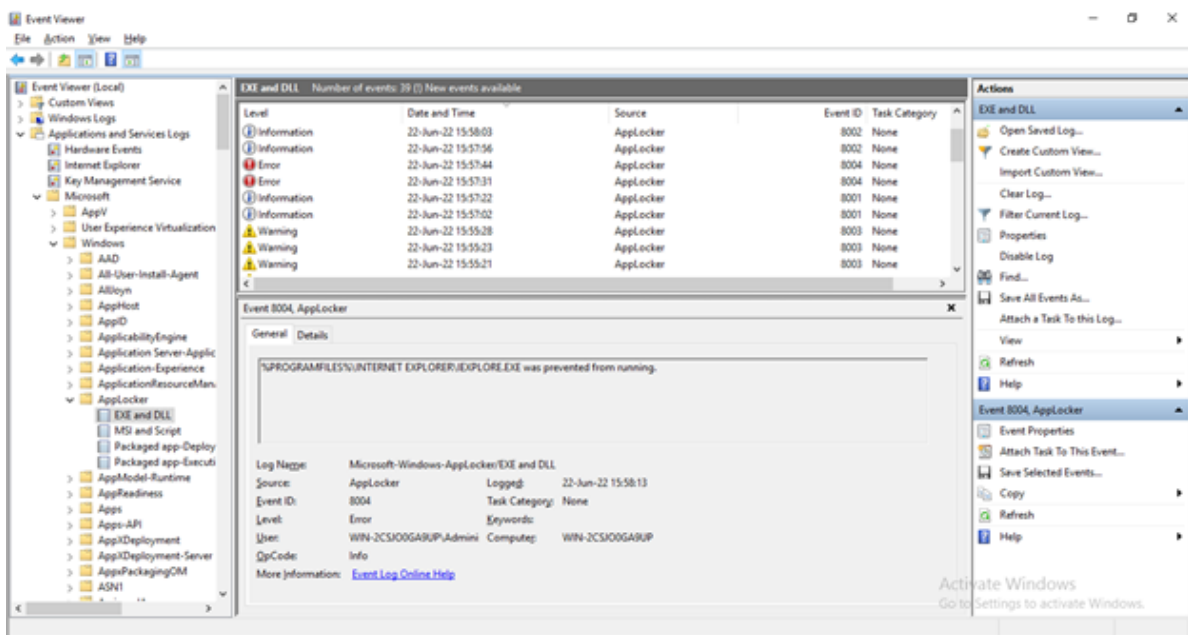 Event Viewer
File Action View Help
Event Viewer (Local)
Custom Views
Windows Logs
Applications and Services Logs
Hardware Events
Internet Explorer
Key Management Service
Microsoft
AppV
User Experience Virtualization
Windows
AAD
All-User-Install-Agent
AllJoyn
AppHost
AppID
ApplicabilityEngine
Application Server-Applic
Application-Experience
ApplicationResourceMan
AppLocker
EXE and DLL
MSI and Script
Packaged app-Deploy
Packaged app-Executi
AppModel-Runtime
AppReadiness
Apps
Apps-API
AppXDeployment
AppXDeployment-Server
AppxPackagingOM
ASN1
EXE and DLL Number of events: 39 (!) New events available
Level Date and Time Source Event ID Task Category
Information 22-Jun-22 15:58:03 AppLocker 8002 None
Information 22-Jun-22 15:57:56 AppLocker 8002 None
Error 22-Jun-22 15:57:44 AppLocker 8004 None
Error 22-Jun-22 15:57:31 AppLocker 8004 None
Information 22-Jun-22 15:57:22 AppLocker 8001 None
Information 22-Jun-22 15:57:02 AppLocker 8001 None
Warning 22-Jun-22 15:55:28 AppLocker 8003 None
Warning 22-Jun-22 15:55:23 AppLocker 8003 None
Warning 22-Jun-22 15:55:21 AppLocker 8003 None
Event 8004, AppLocker
General Details
%PROGRAMFILES%\INTERNET EXPLORER\IEXPLORE.EXE was prevented from running.
Log Name: Microsoft-Windows-AppLocker/EXE and DLL
Source: AppLocker Logged: 22-Jun-22 15:58:13
Event ID: 8004 Task Category: None
Level: Error Keywords:
User: WIN-2CSJO0GA9UP\Admini Computer: WIN-2CSJO0GA9UP
OpCode: Info
More Information: Event Log Online Help
Actions
EXE and DLL
Open Saved Log...
Create Custom View...
Import Custom View...
Clear Log...
Filter Current Log...
Properties
Disable Log
Find...
Save All Events As...
Attach a Task To this Log...
View
Refresh
Help
Event 8004, AppLocker
Event Properties
Attach Task To This Event...
Save Selected Events...
Copy
Refresh
Help
Activate Windows
Go to Settings to activate Windows.